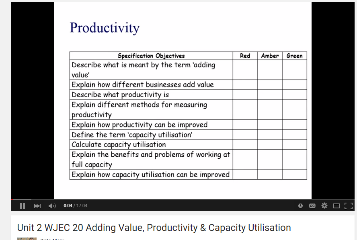 Productivity
Specification Objectives Red Amber Green
Describe what is meant by the term 'adding
value'
Explain how different businesses add value
Describe what productivity is
Explain different methods for measuring
productivity
Explain how productivity can be improved
Define the term 'capacity utilisation'
Calculate capacity utilisation
Explain the benefits and problems of working at
full capacity
Explain how capacity utilisation can be improved
Unit 2 WJEC 20 Adding Value, Productivity & Capacity Utilisation